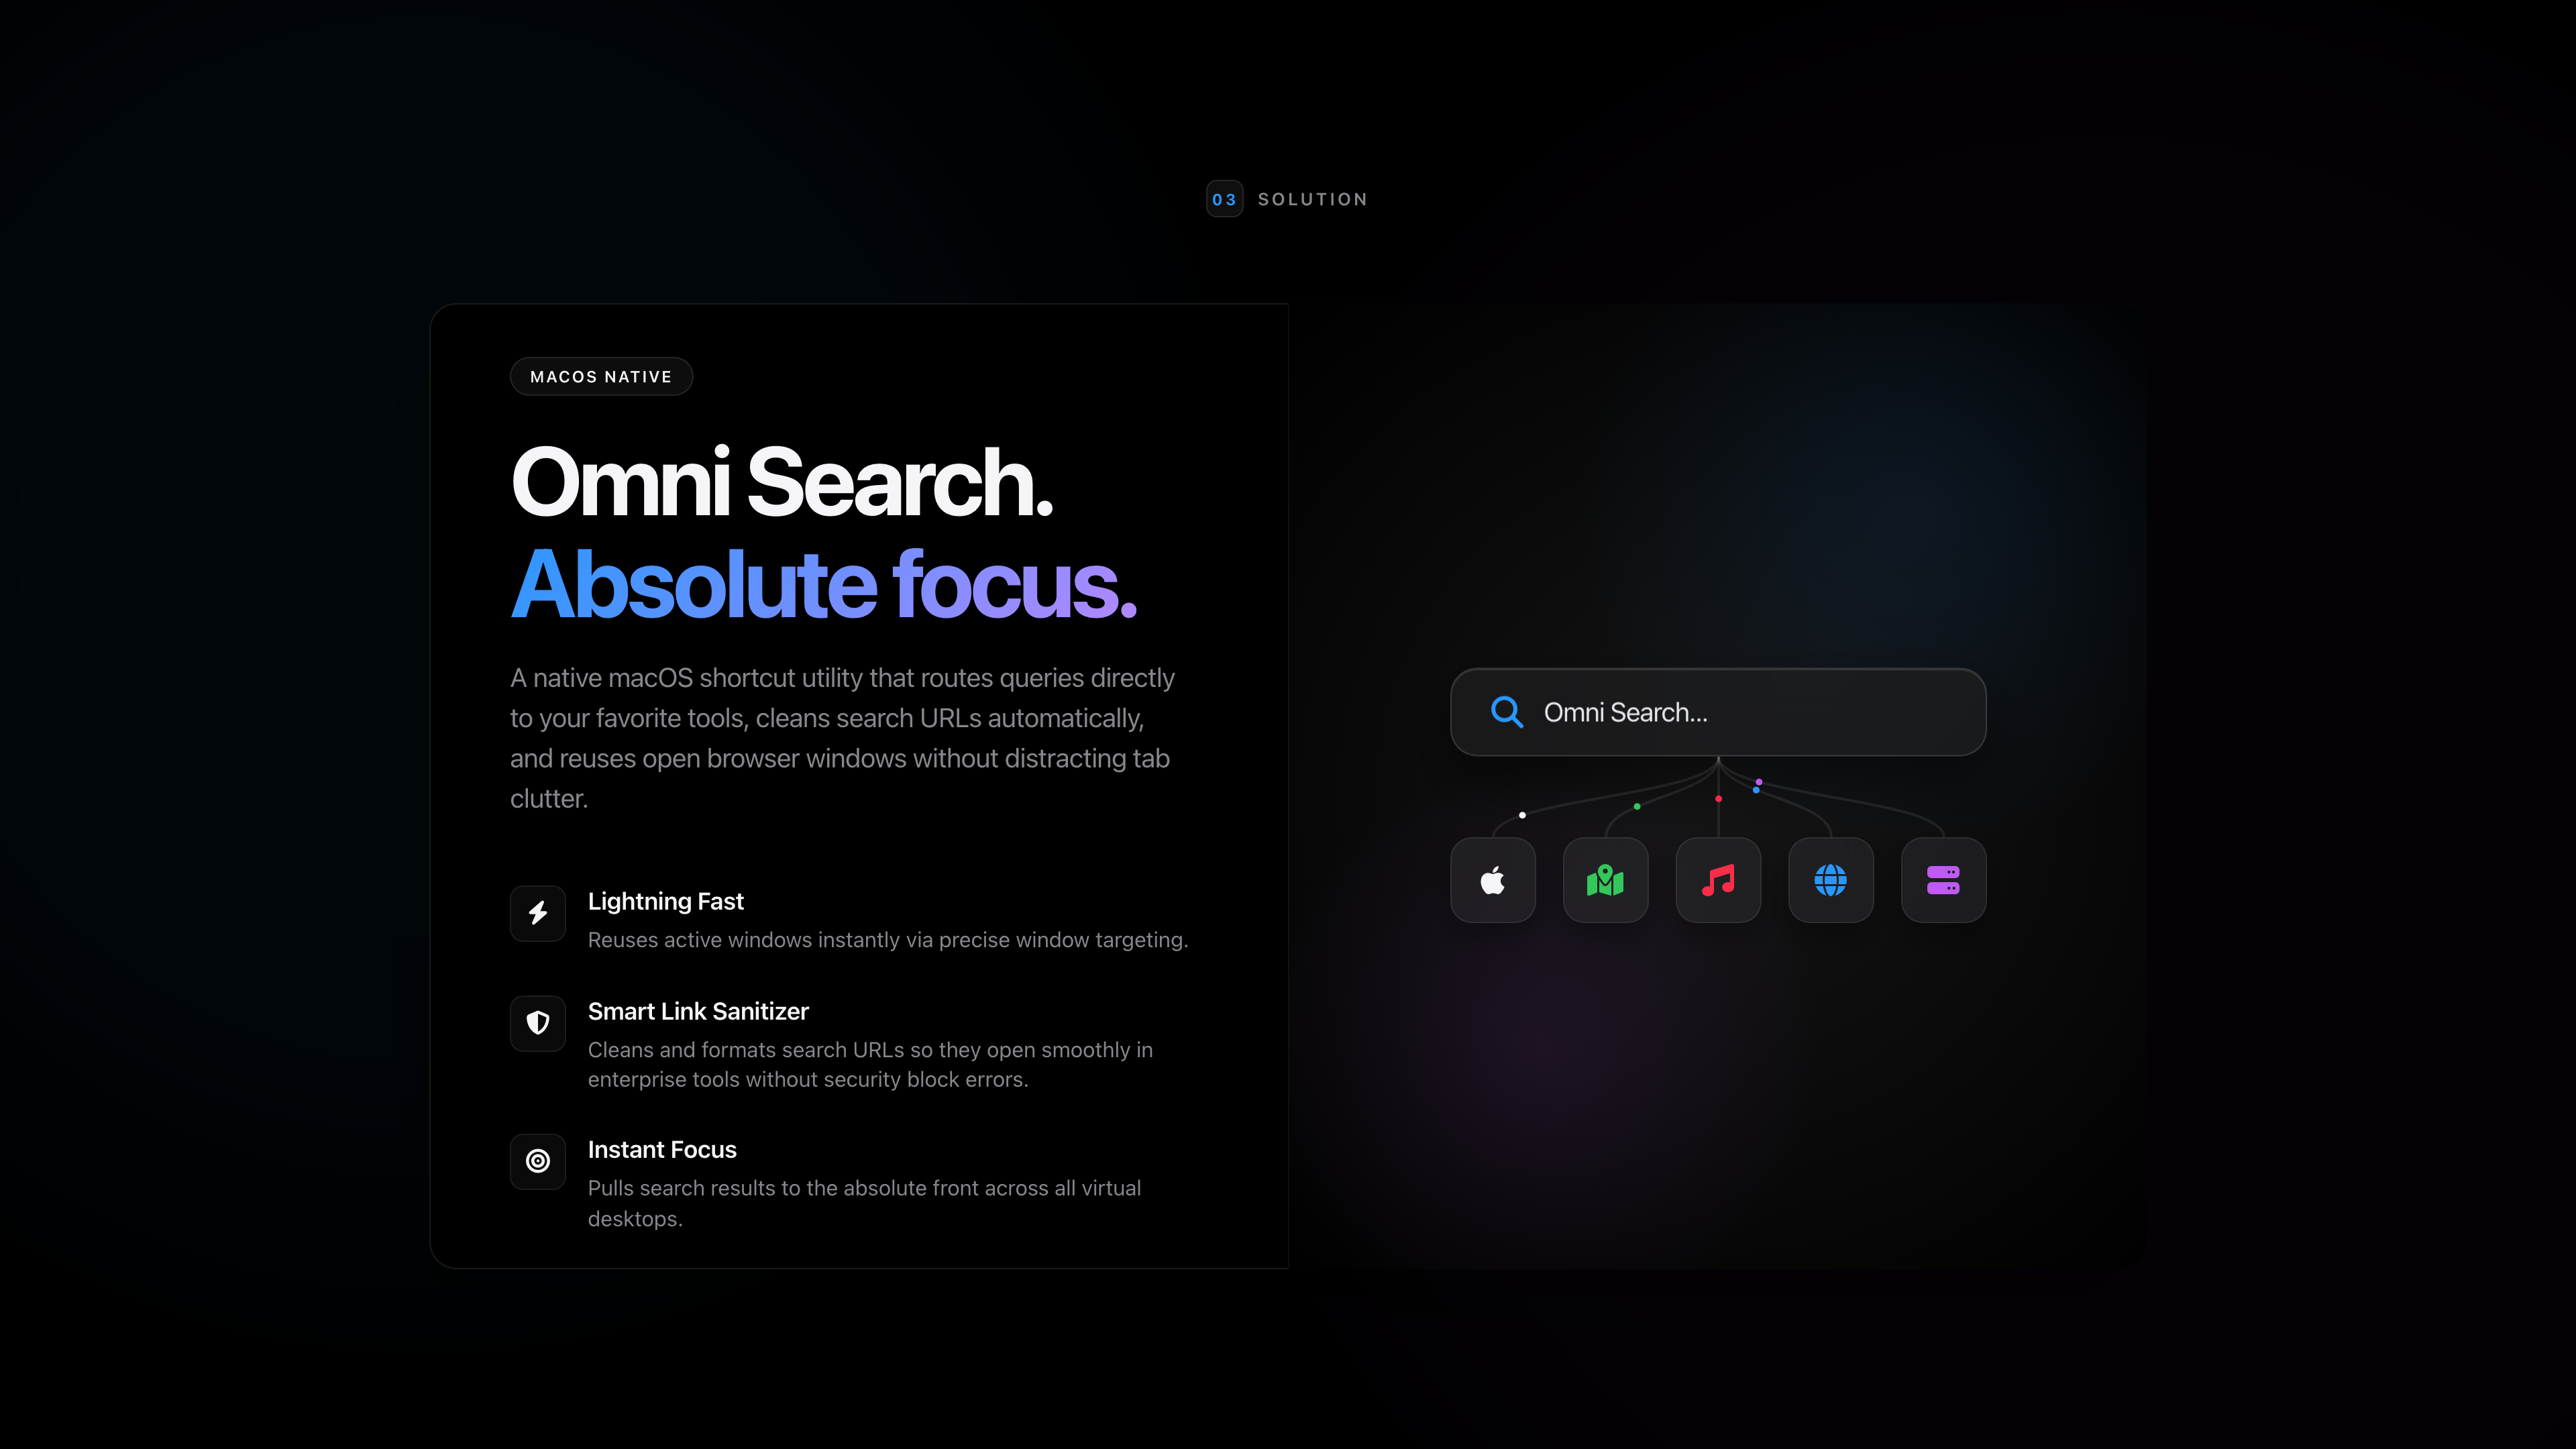 03 SOLUTION
MACOS NATIVE
Omni Search.
Absolute focus.
A native macOS shortcut utility that routes queries directly
to your favorite tools, cleans search URLs automatically,
and reuses open browser windows without distracting tab
clutter.
Lightning Fast
Reuses active windows instantly via precise window targeting.
Smart Link Sanitizer
Cleans and formats search URLs so they open smoothly in
enterprise tools without security block errors.
Instant Focus
Pulls search results to the absolute front across all virtual
desktops.
Omni Search...